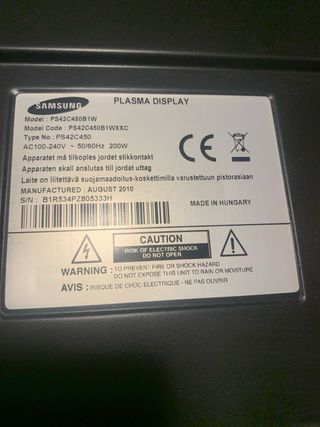 SAMSUNG PLASMA DISPLAY
Model : PS42C450B1W
Model Code : PS42C450B1WXXC
Type No.: PS42C450
AC100-240V ~ 50/60Hz 200W
Apparatet må tilkoples jordet stikkontakt
Apparaten skall anslutas till jordat uttag
Laite on liitettävä suojamaadoitus-koskettimilla varustettuun pistorasiaan
MANUFACTURED : AUGUST 2010
S/N : B1R534PZ805333H
MADE IN HUNGARY
CAUTION
RISK OF ELECTRIC SHOCK
DO NOT OPEN
WARNING : TO PREVENT FIRE OR SHOCK HAZARD
DO NOT EXPOSE THIS UNIT TO RAIN OR MOISTURE
AVIS : RISQUE DE CHOC ELECTRIQUE - NE PAS OUVRIR